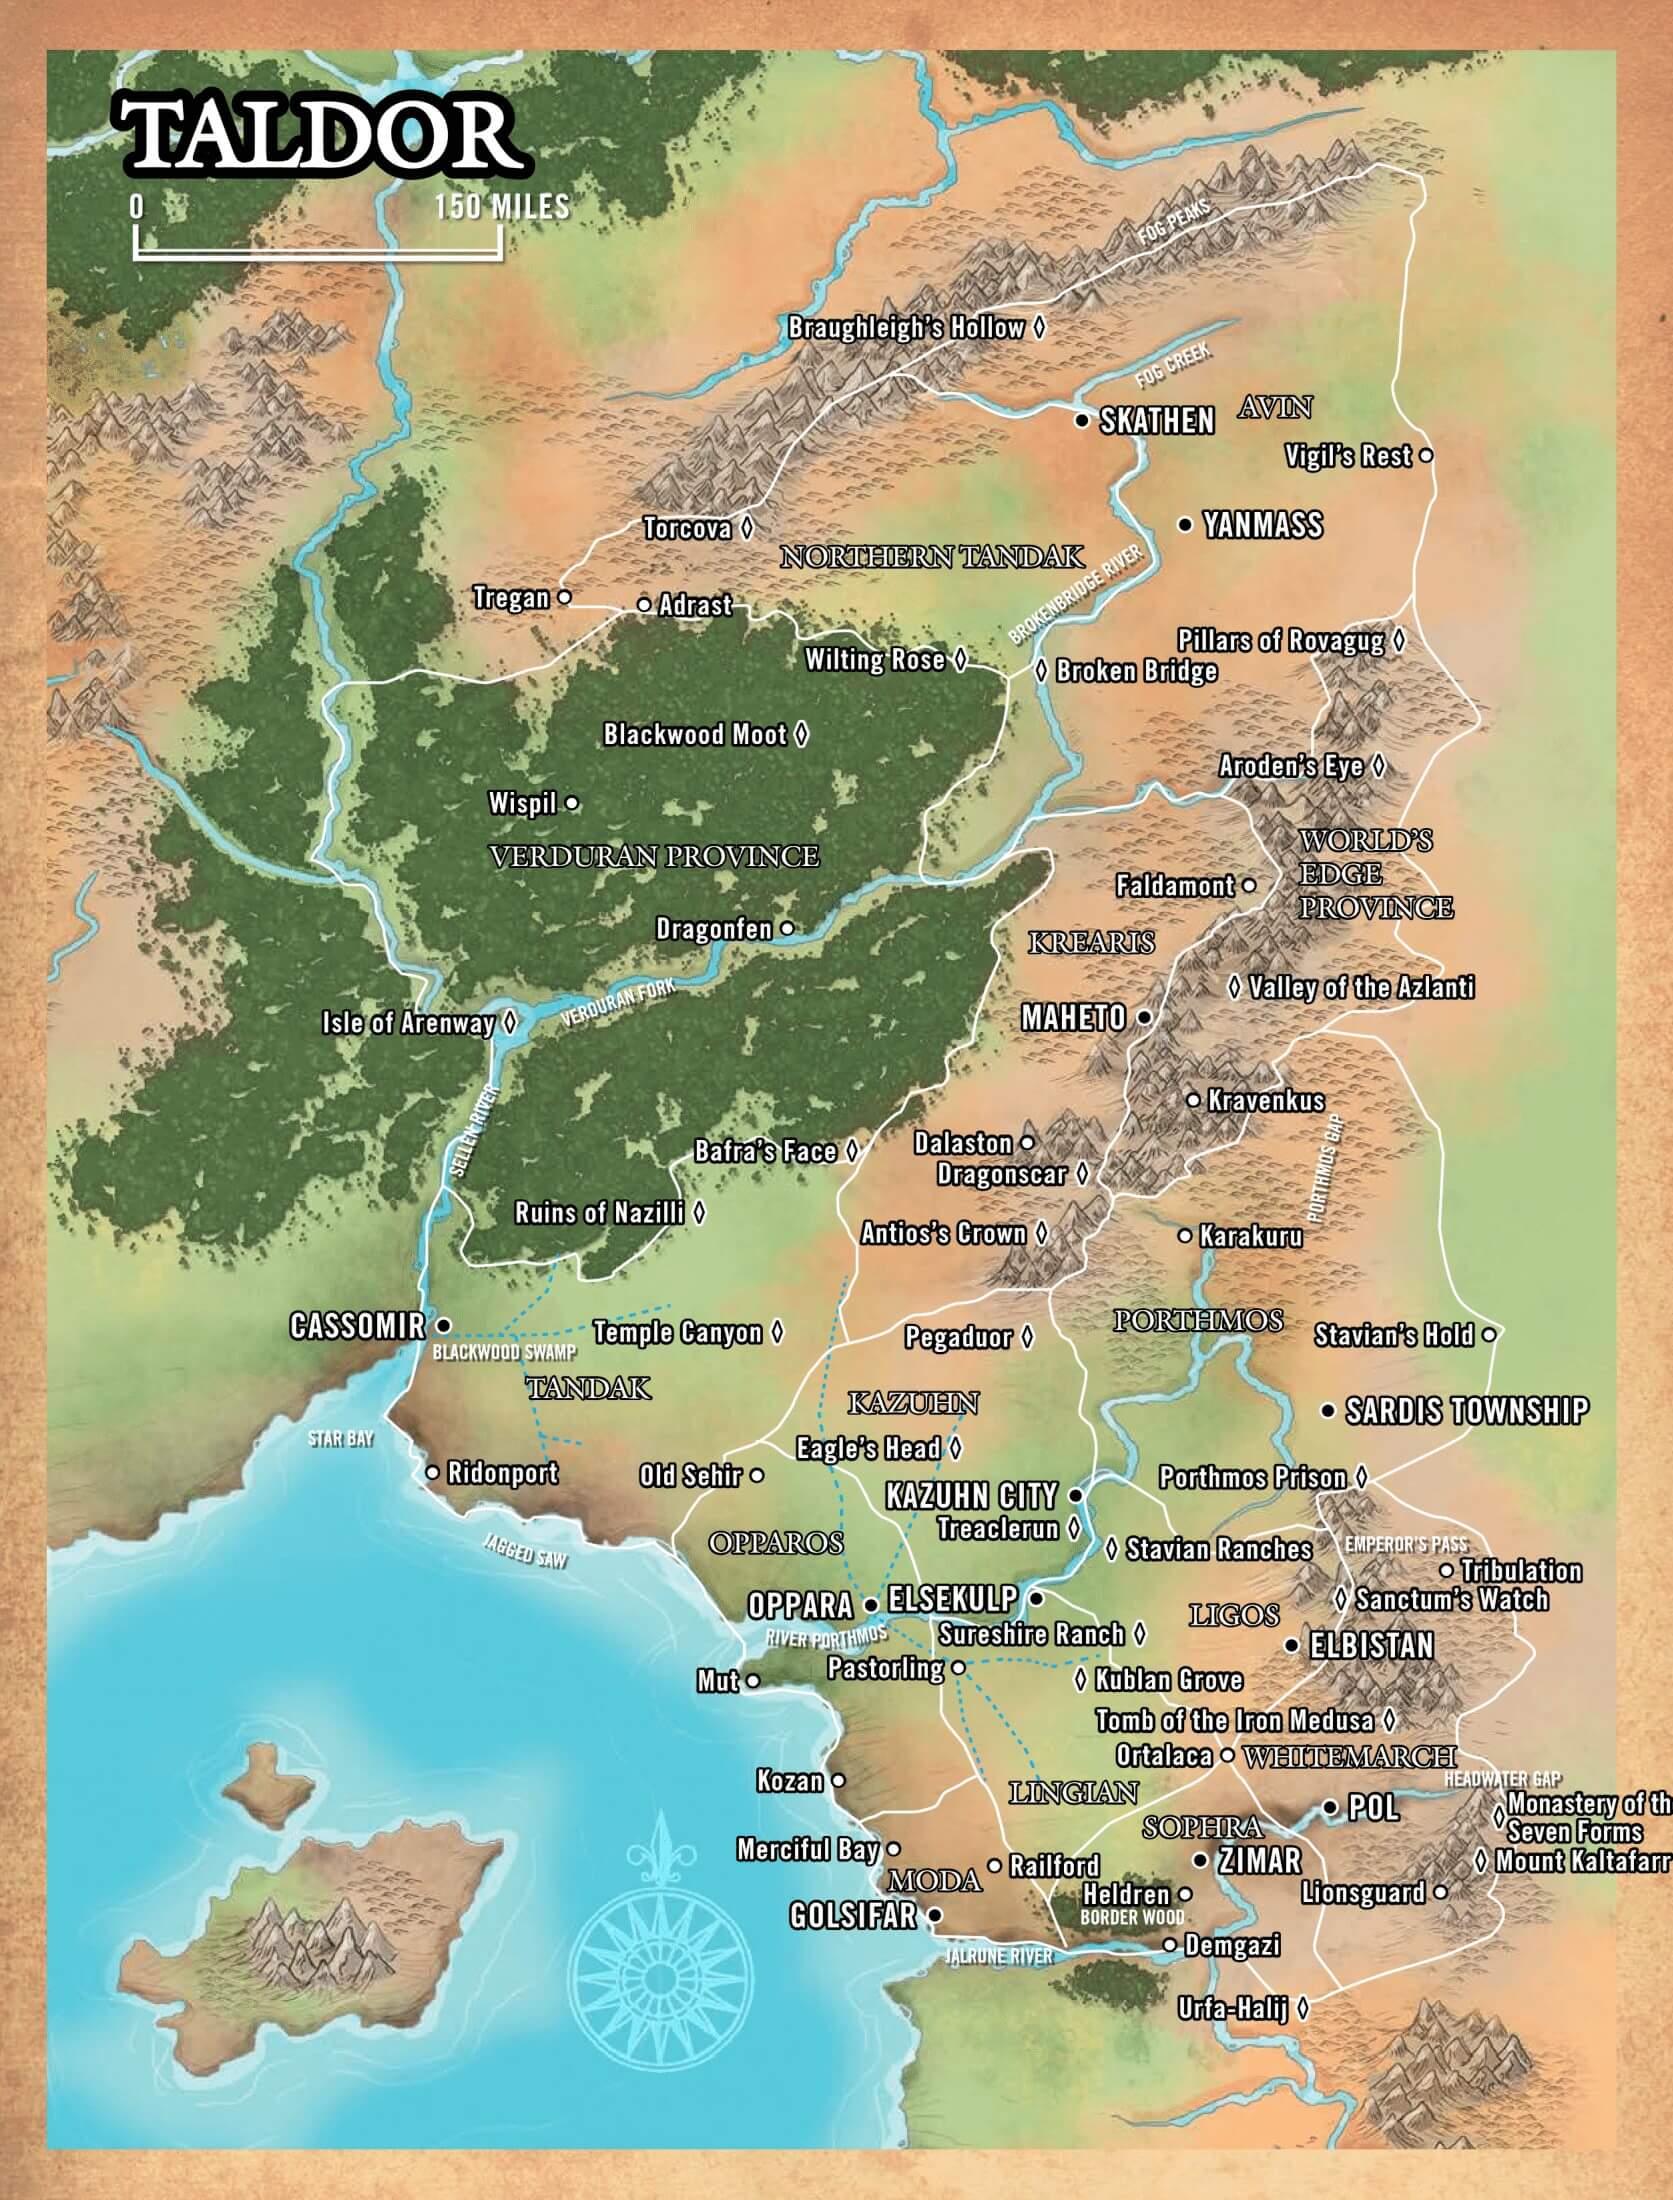 TALDOR
0 150 MILES
FOG PEAKS
Braughleigh's Hollow
FOG CREEK
SKATHEN
AVIN
Vigil's Rest
Torcova
YANMASS
NORTHERN TANDAK
Tregan
Adrast
BROKENBRIDGE RIVER
Pillars of Rovagug
Wilting Rose
Broken Bridge
Blackwood Moot
Aroden's Eye
Wispil
VERDURAN PROVINCE
WORLD'S
EDGE
PROVINCE
Faldamont
Dragonfen
KREARIS
VERDURAN FORK
Valley of the Azlanti
Isle of Arenway
MAHETO
SELLEN RIVER
Kravenkus
PORTHMOS GAP
Bafra's Face
Dalaston
Dragonscar
Ruins of Nazilli
Antios's Crown
Karakuru
CASSOMIR
Temple Canyon
Pegaduor
PORTHMOS
Stavian's Hold
BLACKWOOD SWAMP
TANDAK
KAZUHN
SARDIS TOWNSHIP
STAR BAY
Eagle's Head
Ridonport
Old Sehir
Porthmos Prison
KAZUHN CITY
Treaclerun
JAGGED SAW
OPPAROS
Stavian Ranches
EMPEROR'S PASS
Tribulation
OPPARA
ELSEKULP
Sanctum's Watch
LIGOS
RIVER PORTHMOS
Sureshire Ranch
ELBISTAN
Mut
Pastorling
Kublan Grove
Tomb of the Iron Medusa
Ortalaca
WHITEMARCH
Kozan
LINGIAN
HEADWATER GAP
POL
Monastery of th
Seven Forms
SOPHRA
Merciful Bay
MODA
Railford
ZIMAR
Mount Kaltafarr
Heldren
Lionsguard
GOLSIFAR
BORDER WOOD
JALRUNE RIVER
Demgazi
Urfa-Halij